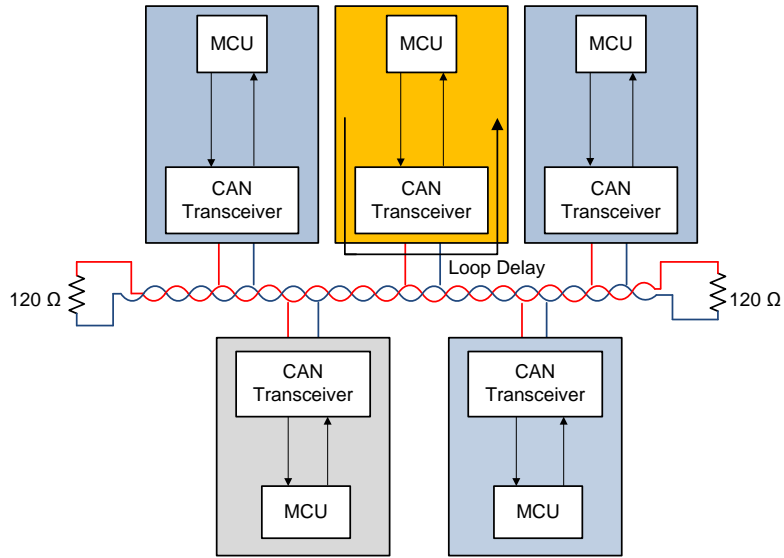 MCU
MCU
MCU
CAN
Transceiver
CAN
Transceiver
CAN
Transceiver
Loop Delay
120 Ω
120 Ω
CAN
Transceiver
CAN
Transceiver
MCU
MCU